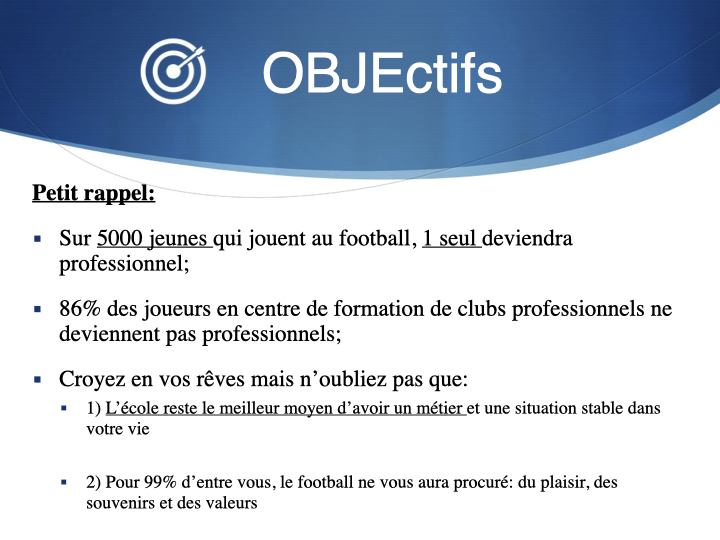 OBJEctifs
Petit rappel:
Sur 5000 jeunes qui jouent au football, 1 seul deviendra
professionnel;
86% des joueurs en centre de formation de clubs professionnels ne
deviennent pas professionnels;
Croyez en vos rêves mais n’oubliez pas que:
1) L’école reste le meilleur moyen d’avoir un métier et une situation stable dans
votre vie
2) Pour 99% d’entre vous, le football ne vous aura procuré: du plaisir, des
souvenirs et des valeurs